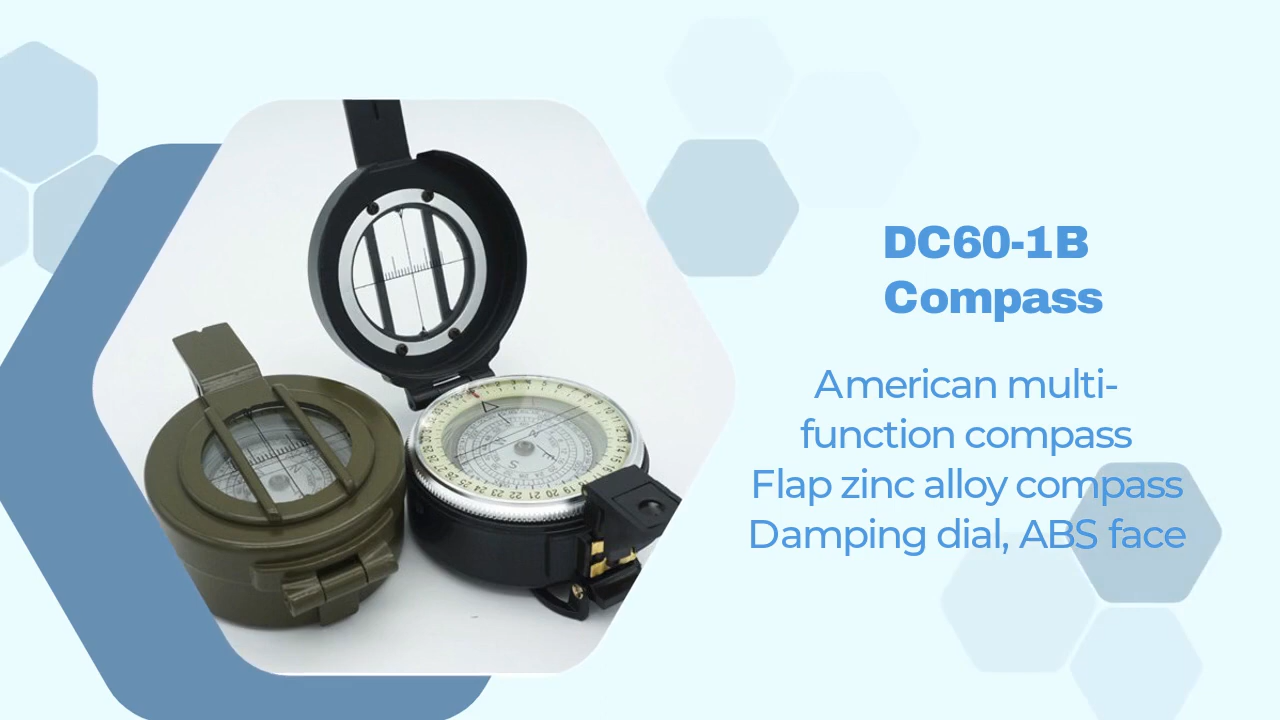 DC60-1B
Compass
American multi-
function compass
Flap zinc alloy compass
Damping dial, ABS face